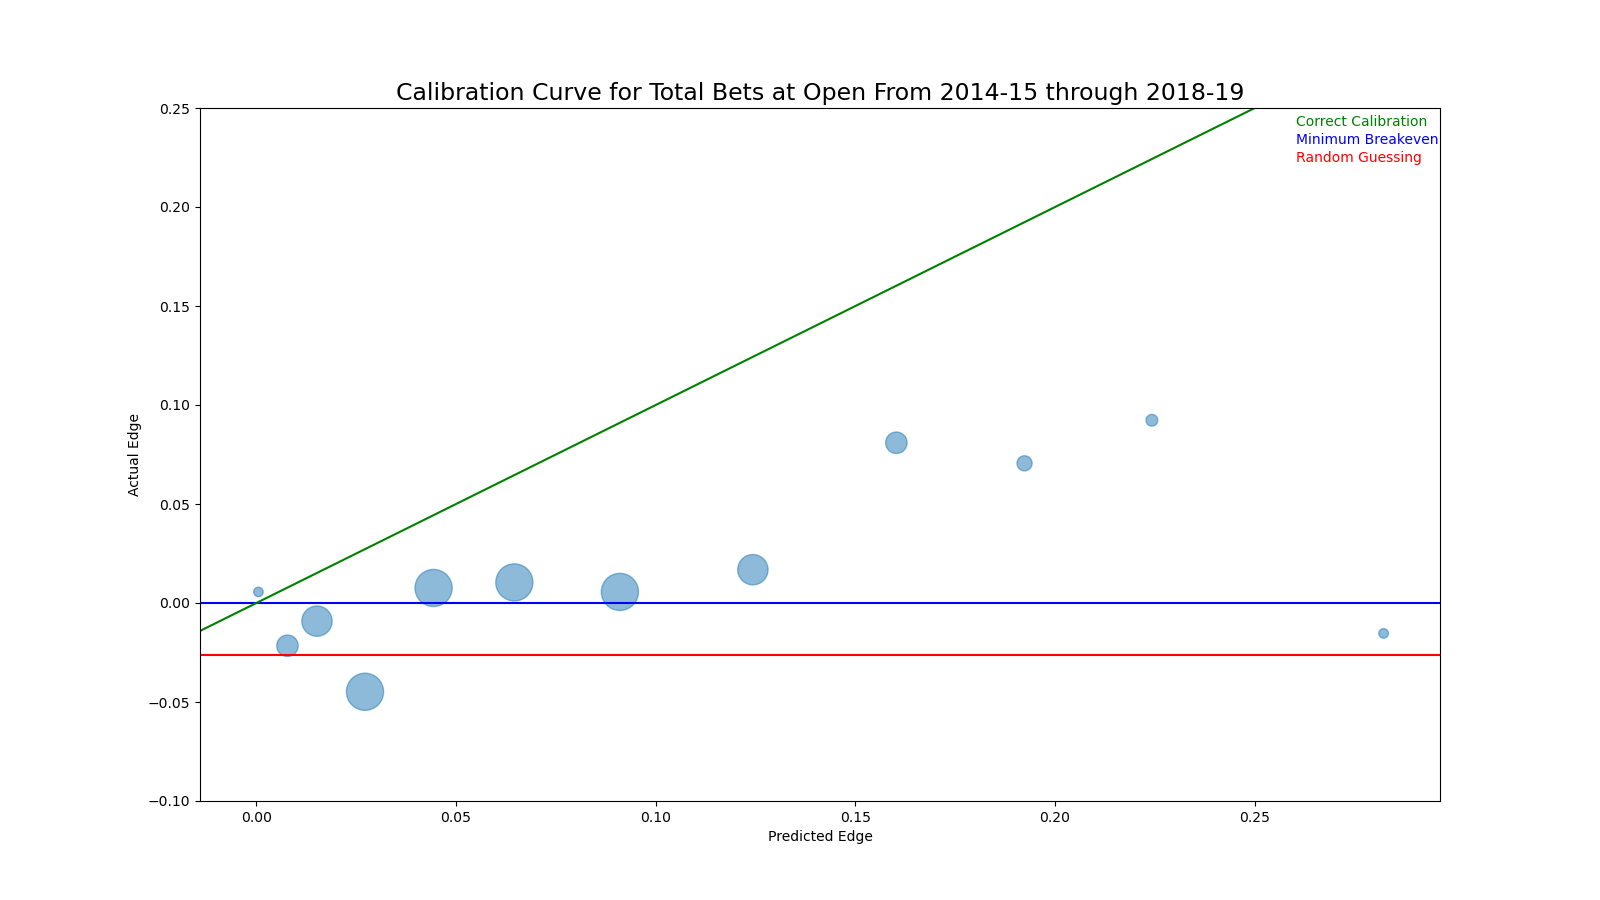 Calibration Curve for Total Bets at Open From 2014-15 through 2018-19
0.25
Correct Calibration
Minimum Breakeven
Random Guessing
0.20
0.15
0.10
0.05
0.00
−0.05
−0.10
Actual Edge
0.00 0.05 0.10 0.15 0.20 0.25
Predicted Edge